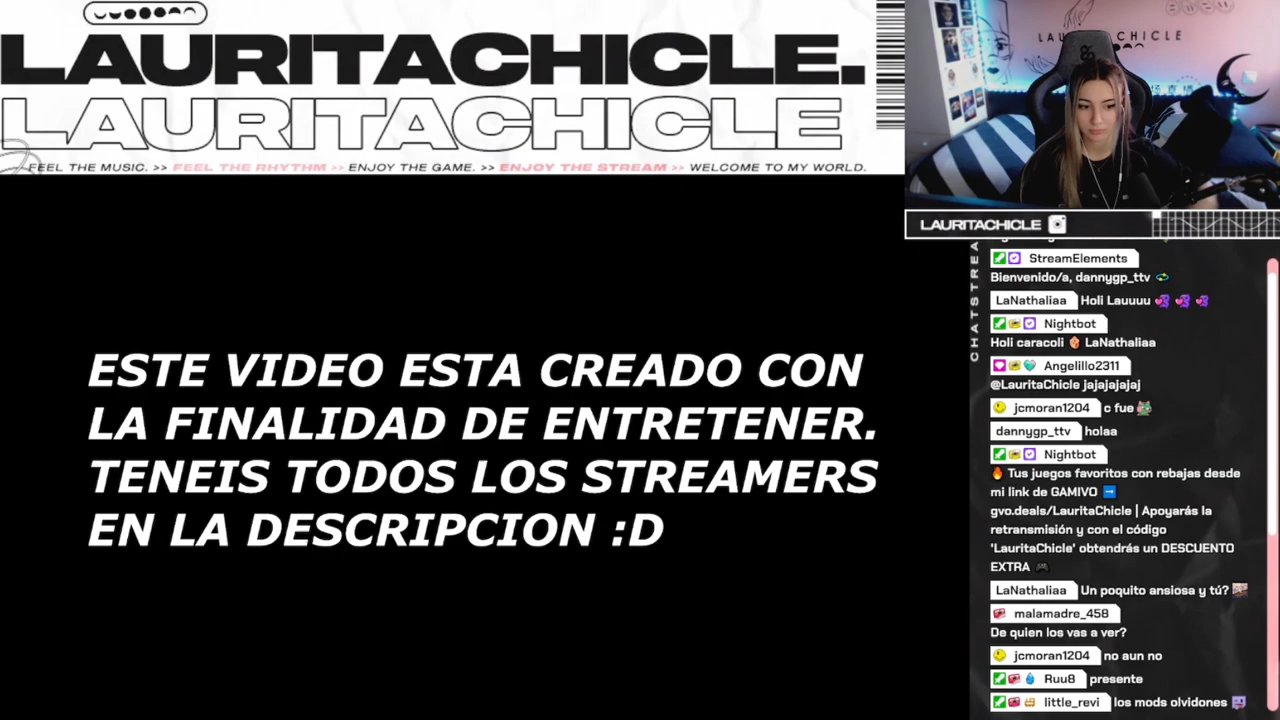 LAURITACHICLE.
LAURITACHICLE
FEEL THE MUSIC. >> FEEL THE RHYTHM >> ENJOY THE GAME. >> ENJOY THE STREAM >> WELCOME TO MY WORLD.
LAURITACHICLE
CHATSTREA
StreamElements
Bienvenido/a, dannygp_ttv
LaNathaliaa Holi Lauuuu
Nightbot
Holi caracoli LaNathaliaa
Angelillo2311
@LauritaChicle jajajajajaj
jcmoran1204 c fue
dannygp_ttv holaa
Nightbot
Tus juegos favoritos con rebajas desde
mi link de GAMIVO
gvo.deals/LauritaChicle | Apoyarás la
retransmisión y con el código
'LauritaChicle' obtendrás un DESCUENTO
EXTRA
LaNathaliaa Un poquito ansiosa y tú?
malamadre_458
De quien los vas a ver?
jcmoran1204 no aun no
Ruu8 presente
little_revi los mods olvidones
ESTE VIDEO ESTA CREADO CON
LA FINALIDAD DE ENTRETENER.
TENEIS TODOS LOS STREAMERS
EN LA DESCRIPCION :D